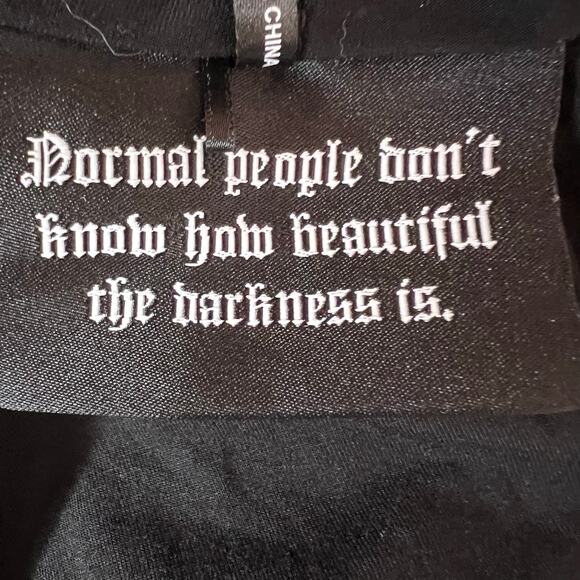 CHINA
Normal people don't
know how beautiful
the darkness is.